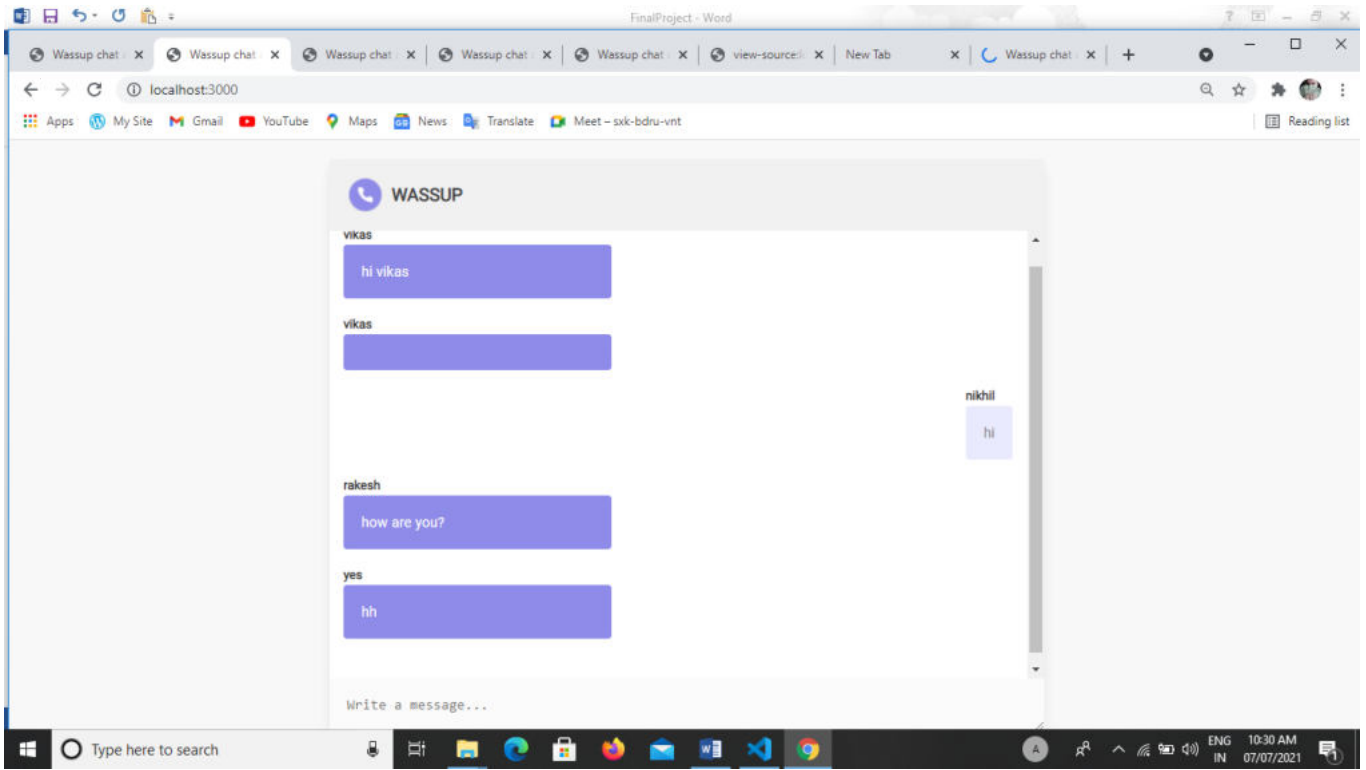 FinalProject - Word
Wassup chat Wassup chat Wassup chat Wassup chat Wassup chat view-source: New Tab Wassup chat
localhost:3000
Apps My Site Gmail YouTube Maps News Translate Meet – sxk-bdru-vnt Reading list
WASSUP
vikas
hi vikas
vikas
nikhil
hi
rakesh
how are you?
yes
hh
Write a message...
Type here to search
A
ENG 10:30 AM
IN 07/07/2021